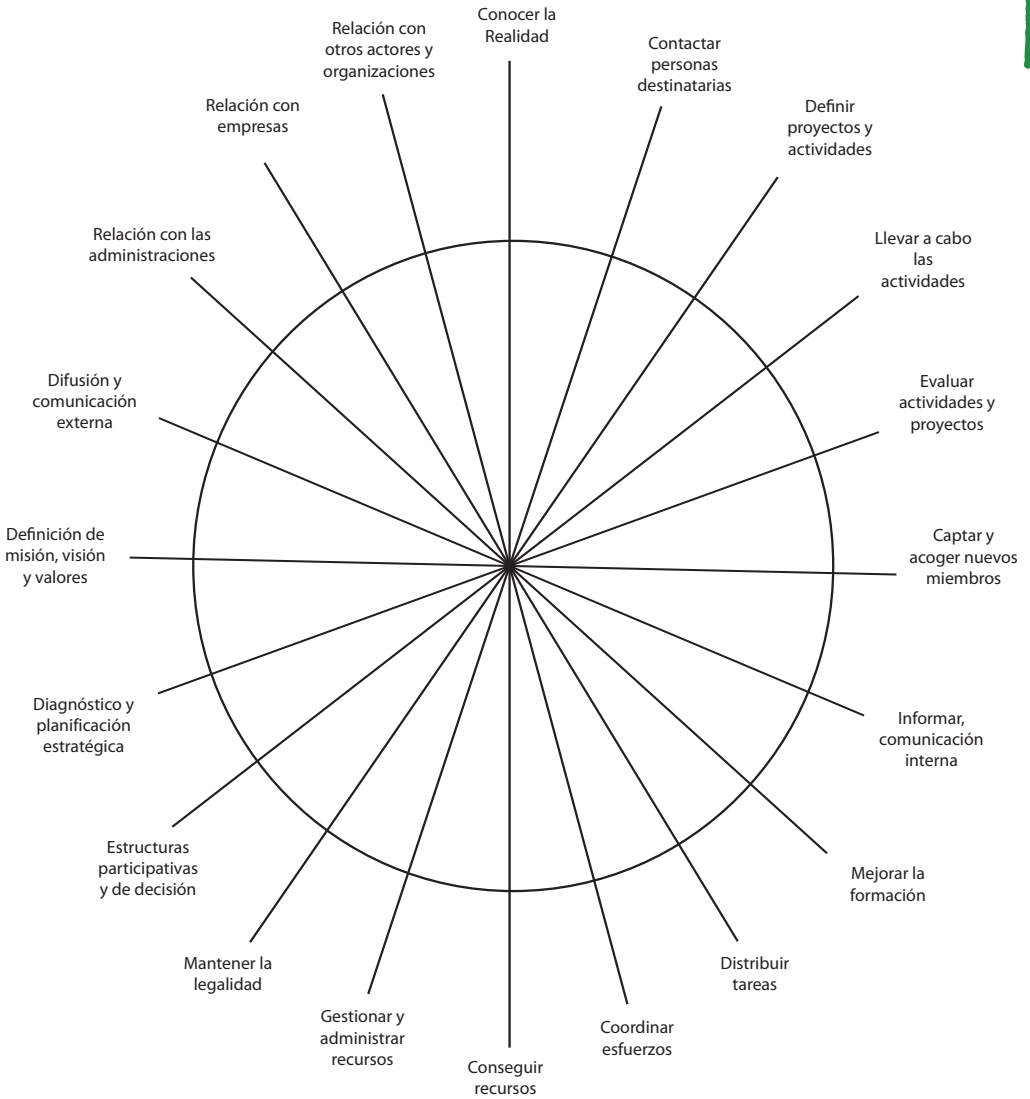 Conocer la
Realidad
Contactar
personas
destinatarias
Definir
proyectos y
actividades
Llevar a cabo
las
actividades
Evaluar
actividades y
proyectos
Captar y
acoger nuevos
miembros
Informar,
comunicación
interna
Mejorar la
formación
Distribuir
tareas
Coordinar
esfuerzos
Conseguir
recursos
Gestionar y
administrar
recursos
Mantener la
legalidad
Estructuras
participativas
y de decisión
Diagnóstico y
planificación
estratégica
Definición de
misión, visión
y valores
Difusión y
comunicación
externa
Relación con las
administraciones
Relación con
empresas
Relación con
otros actores y
organizaciones